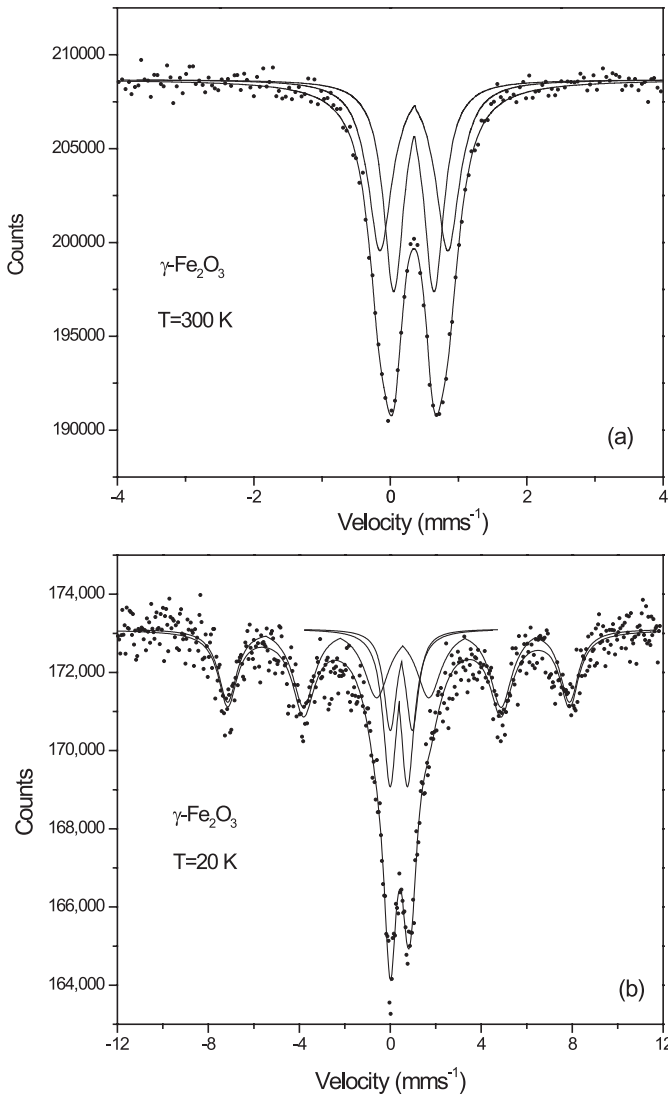 210000
205000
200000
195000
190000
Counts
γ-Fe₂O₃
T=300 K
(a)
-4 -2 0 2 4
Velocity (mms⁻¹)
174,000
172,000
170,000
168,000
166,000
164,000
Counts
γ-Fe₂O₃
T=20 K
(b)
-12 -8 -4 0 4 8 12
Velocity (mms⁻¹)